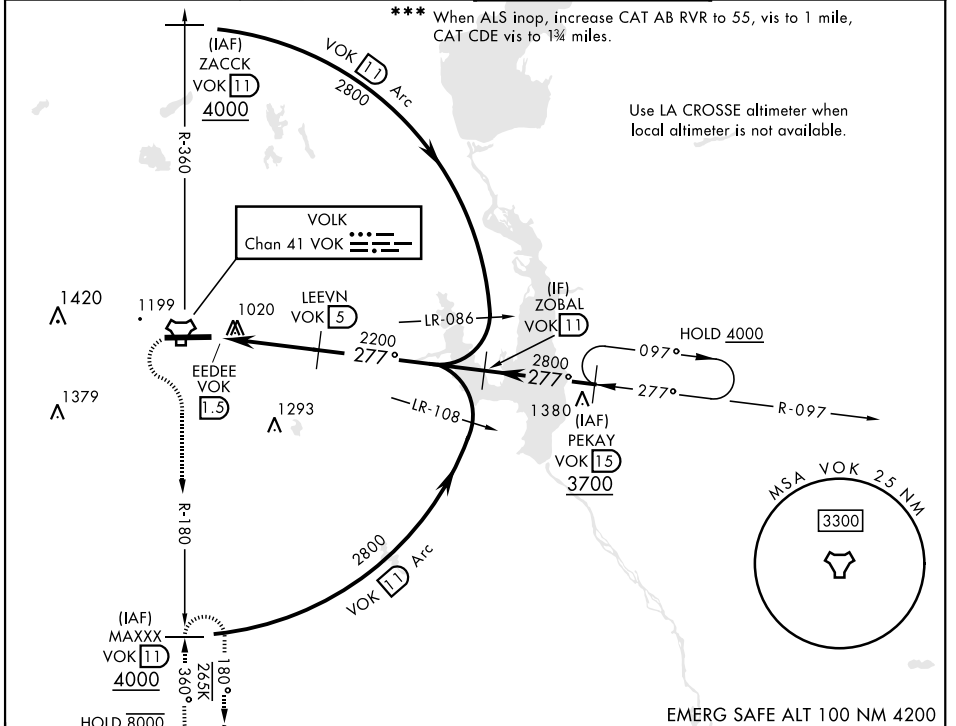 *** When ALS inop, increase CAT AB RVR to 55, vis to 1 mile,
CAT CDE vis to 1¾ miles.
(IAF)
ZACCK
VOK 11
4000
VOK 11 Arc
2800
Use LA CROSSE altimeter when
local altimeter is not available.
R-360
VOLK
Chan 41 VOK
1420
1199
1020
LEEVN
VOK 5
LR-086
(IF)
ZOBAL
VOK 11
HOLD 4000
2200
277°
2800
277°
097°
277°
R-097
EEDEE
VOK
1.5
1379
1293
LR-108
1380
(IAF)
PEKAY
VOK 15
3700
MSA VOK 25 NM
3300
R-180
2800
VOK 11 Arc
(IAF)
MAXXX
VOK 11
4000
360°
265K
180°
HOLD 8000
EMERG SAFE ALT 100 NM 4200